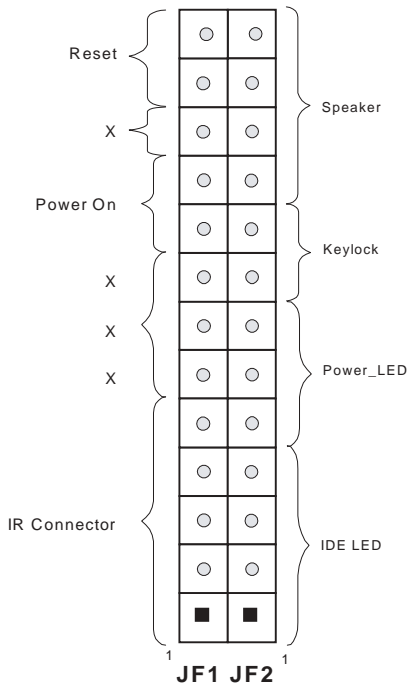 Reset
Speaker
X
Power On
Keylock
X
X
X
Power_LED
IR Connector
IDE LED
1 1
JF1 JF2